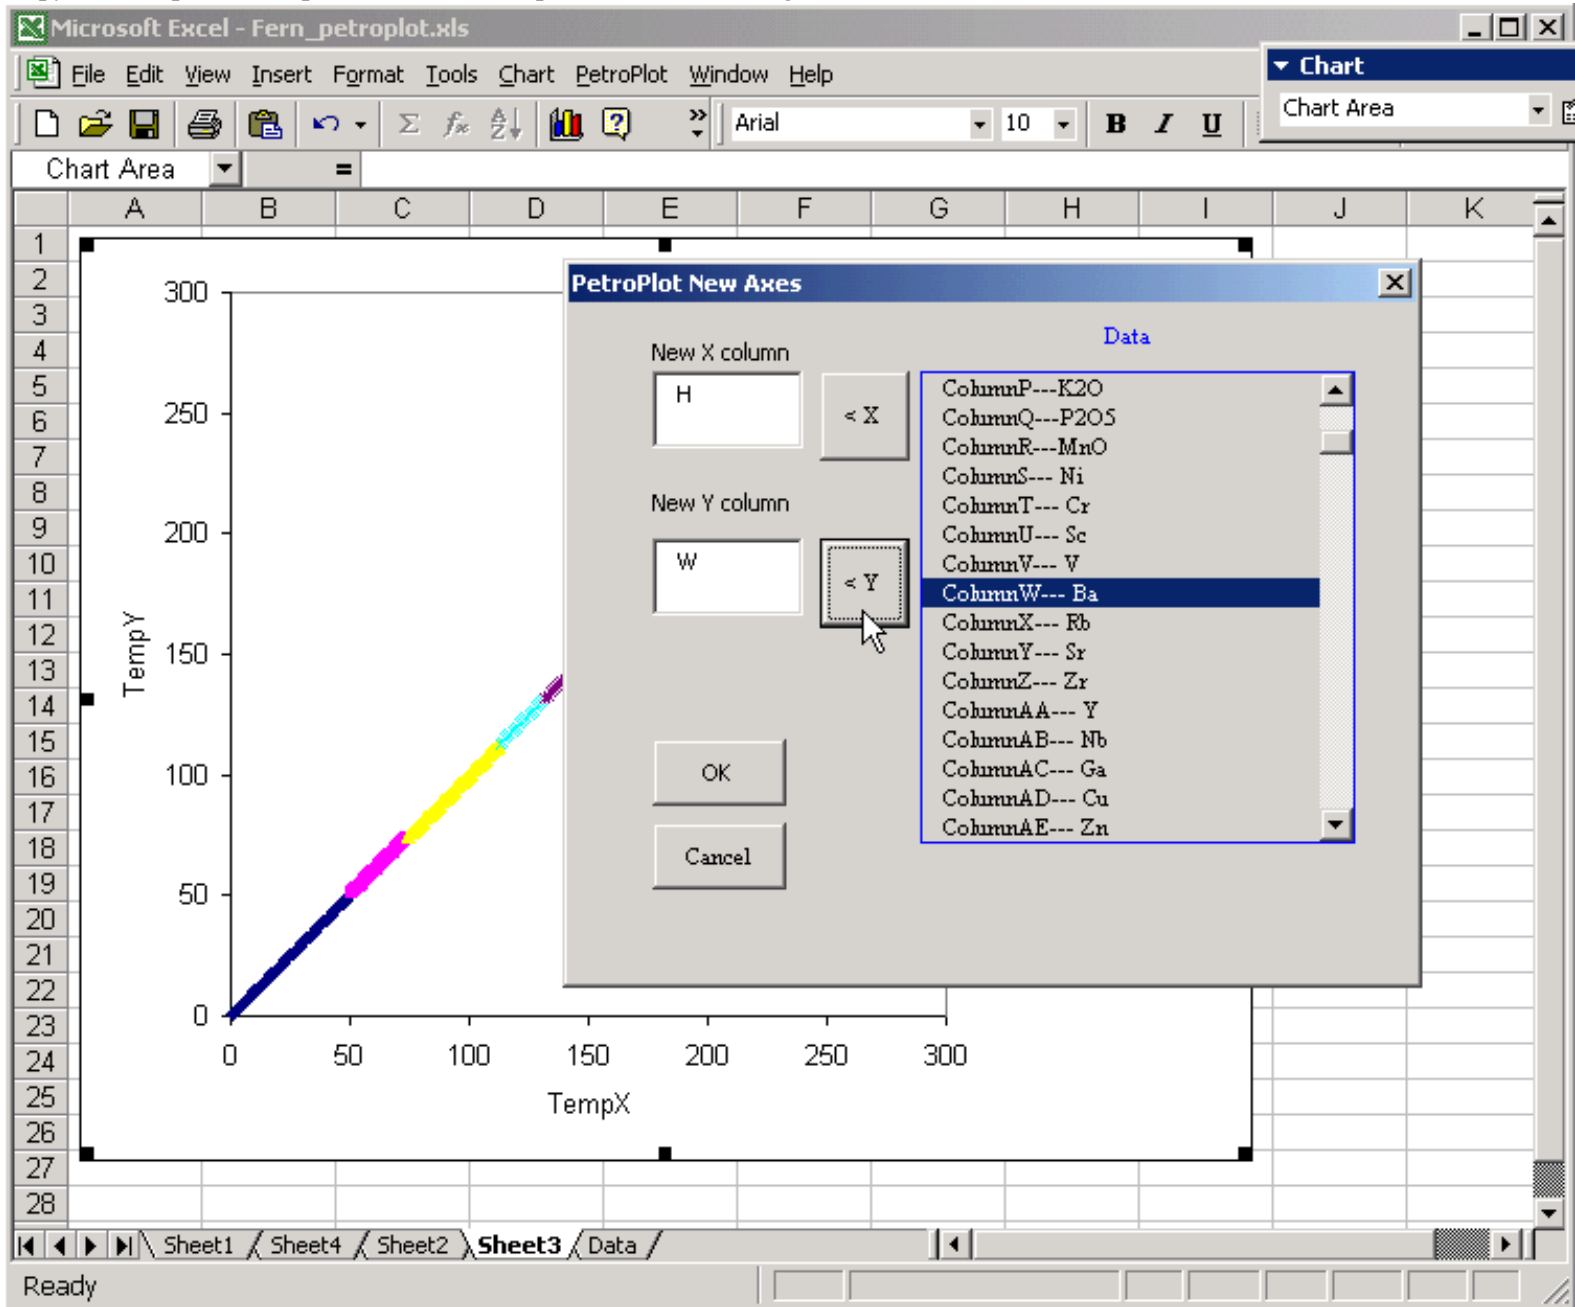 Microsoft Excel - Fern_petroplot.xls
File Edit View Insert Format Tools Chart PetroPlot Window Help
Chart
Chart Area
Arial 10 B I U
Chart Area =
A B C D E F G H I J K
1
2
3
4
5
6
7
8
9
10
11
12
13
14
15
16
17
18
19
20
21
22
23
24
25
26
27
28
300
250
200
150
100
50
0
TempY
0 50 100 150 200 250 300
TempX
PetroPlot New Axes
Data
New X column
H
< X
New Y column
W
< Y
OK
Cancel
ColumnP---K2O
ColumnQ---P2O5
ColumnR---MnO
ColumnS--- Ni
ColumnT--- Cr
ColumnU--- Sc
ColumnV--- V
ColumnW--- Ba
ColumnX--- Rb
ColumnY--- Sr
ColumnZ--- Zr
ColumnAA--- Y
ColumnAB--- Nb
ColumnAC--- Ga
ColumnAD--- Cu
ColumnAE--- Zn
Sheet1 Sheet4 Sheet2 Sheet3 Data
Ready